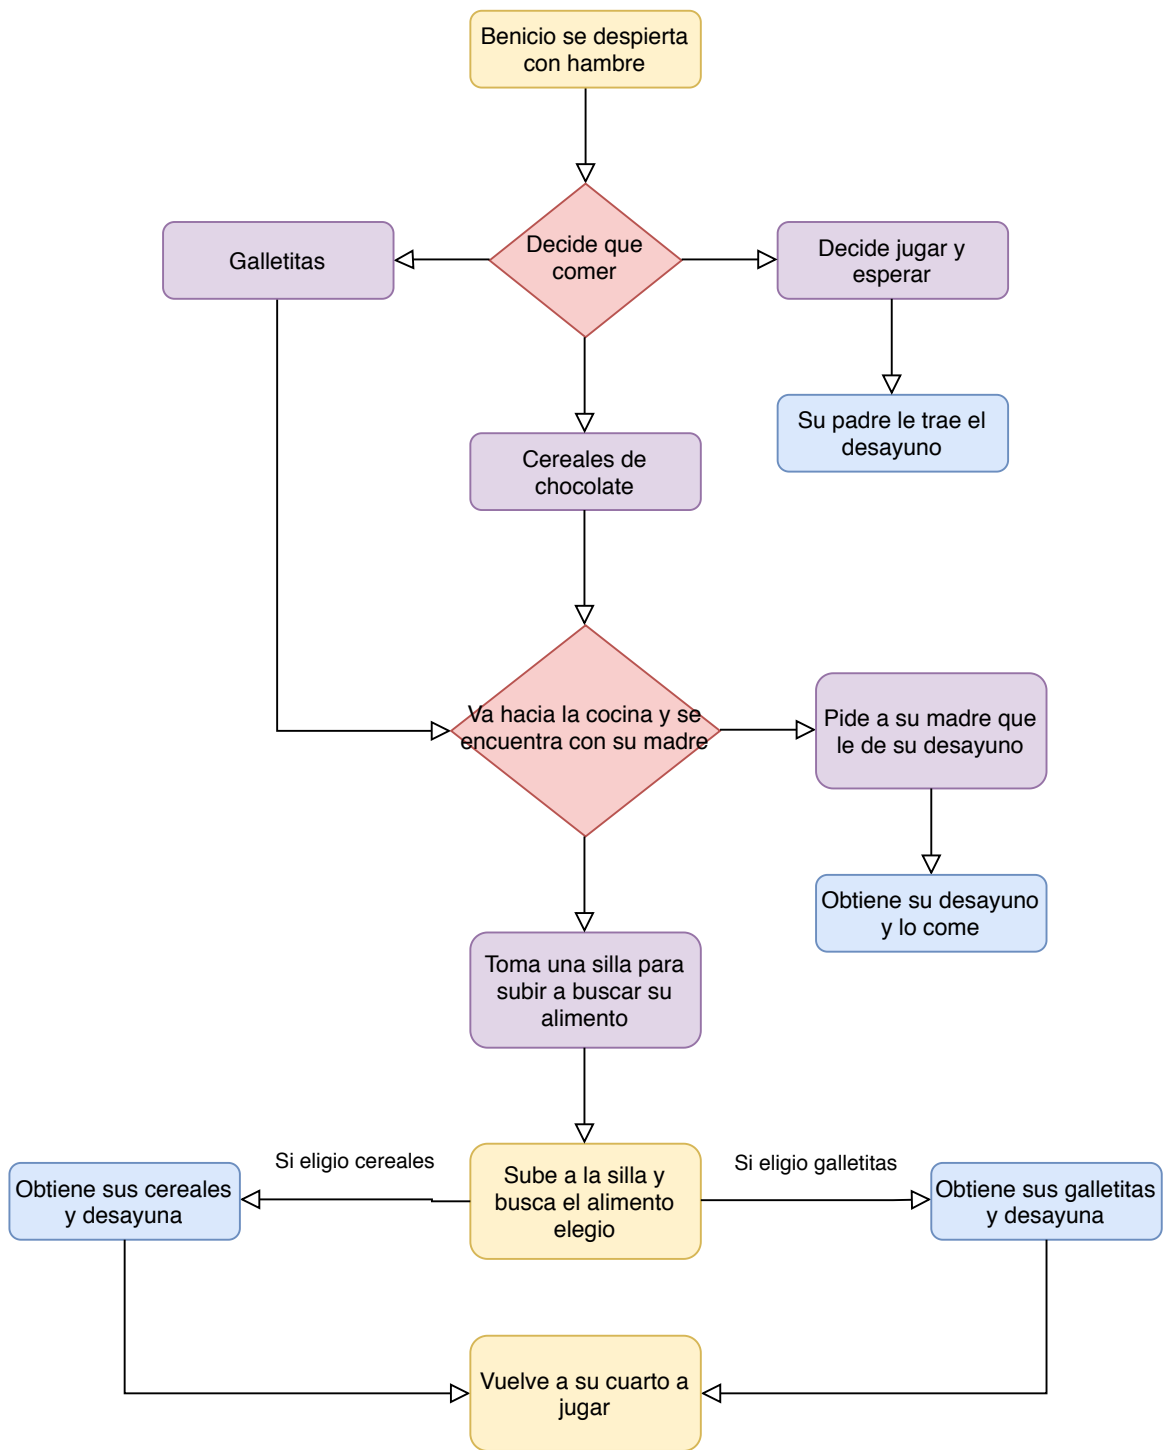 Benicio se despierta
con hambre
Galletitas
Decide que
comer
Decide jugar y
esperar
Su padre le trae el
desayuno
Cereales de
chocolate
Va hacia la cocina y se
encuentra con su madre
Pide a su madre que
le de su desayuno
Obtiene su desayuno
y lo come
Toma una silla para
subir a buscar su
alimento
Si eligio cereales
Si eligio galletitas
Obtiene sus cereales
y desayuna
Sube a la silla y
busca el alimento
elegio
Obtiene sus galletitas
y desayuna
Vuelve a su cuarto a
jugar